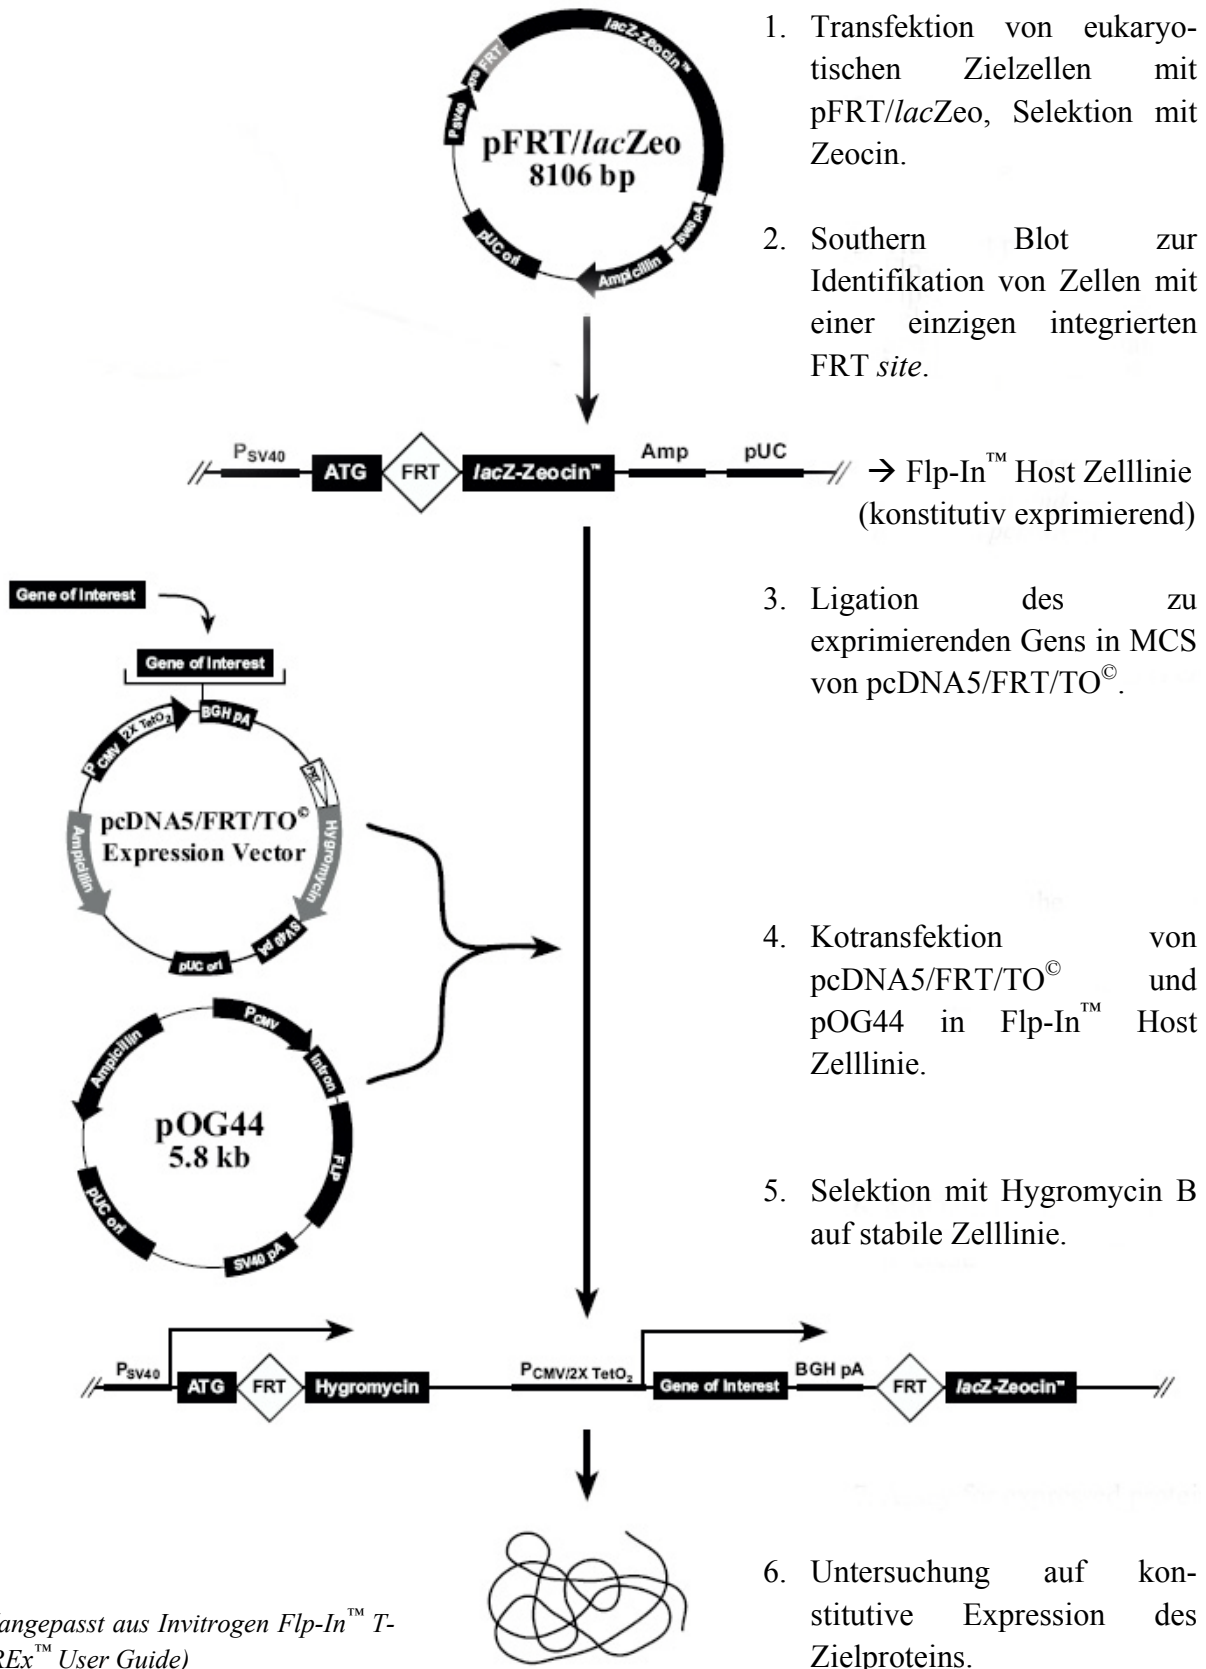 lacZ-Zeocin™
FRT
ATG
PSV40
pFRT/lacZeo
8106 bp
SV40 pA
pUC ori
Ampicillin
1. Transfektion von eukaryo-
tischen Zielzellen mit
pFRT/lacZeo, Selektion mit
Zeocin.
2. Southern Blot zur
Identifikation von Zellen mit
einer einzigen integrierten
FRT site.
PSV40 ATG FRT lacZ-Zeocin™ Amp pUC
→ Flp-In™ Host Zelllinie
(konstitutiv exprimierend)
Gene of Interest
Gene of Interest
3. Ligation des zu
exprimierenden Gens in MCS
von pcDNA5/FRT/TO©.
PCMV 2X TetO2 BGH pA
FRT
pcDNA5/FRT/TO©
Expression Vector
Ampicillin
Hygromycin
SV40 pA
pUC ori
4. Kotransfektion von
pcDNA5/FRT/TO© und
pOG44 in Flp-In™ Host
Zelllinie.
PCMV
Ampicillin
Intron
pOG44
5.8 kb
FLP
pUC ori
SV40 pA
5. Selektion mit Hygromycin B
auf stabile Zelllinie.
PSV40 ATG FRT Hygromycin PCMV/2X TetO2 Gene of Interest BGH pA FRT lacZ-Zeocin™
6. Untersuchung auf kon-
stitutive Expression des
Zielproteins.
angepasst aus Invitrogen Flp-In™ T-
REx™ User Guide)